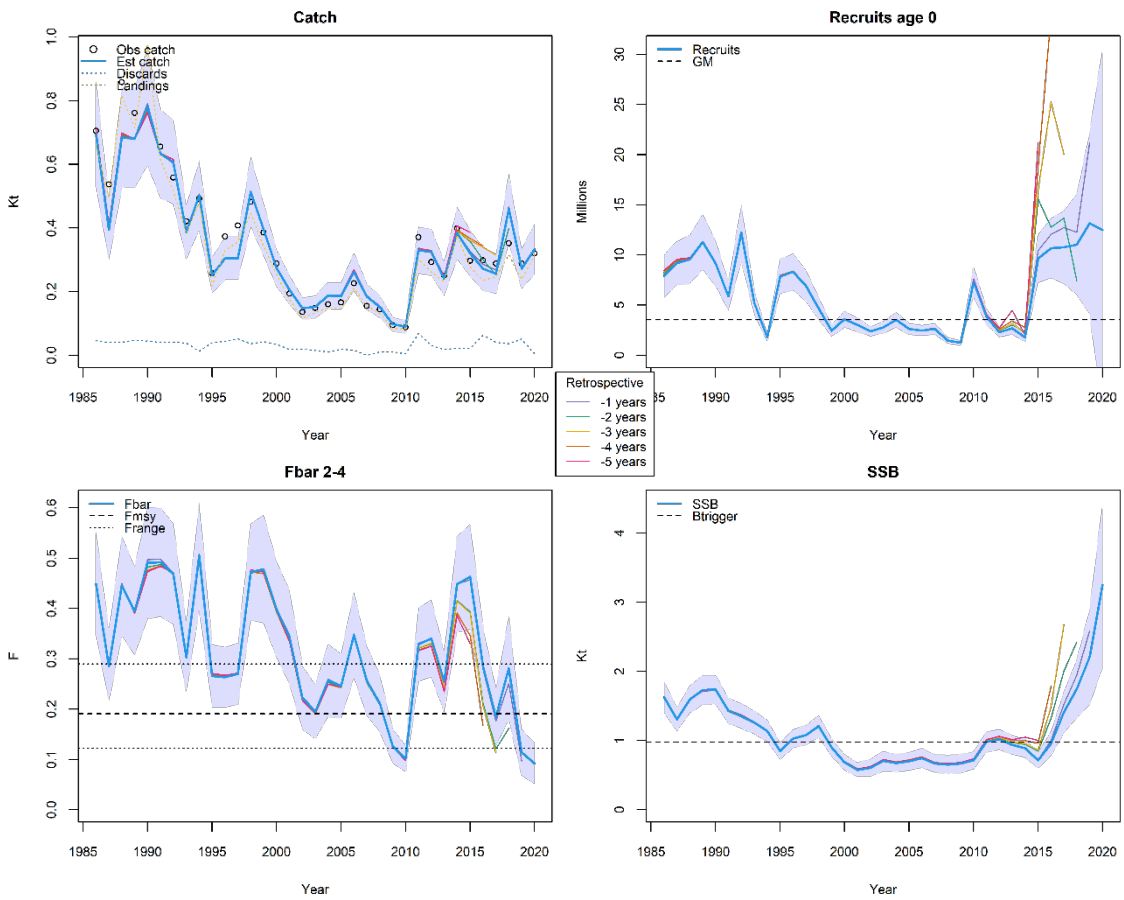 Catch
Kt
1.0
0.8
0.6
0.4
0.2
0.0
Obs catch
Est catch
Discards
Landings
1985 1990 1995 2000 2005 2010 2015 2020
Year
Recruits age 0
Millions
30
25
20
15
10
5
0
Recruits
GM
1985 1990 1995 2000 2005 2010 2015 2020
Year
Retrospective
-1 years
-2 years
-3 years
-4 years
-5 years
Fbar 2-4
F
0.6
0.5
0.4
0.3
0.2
0.1
0.0
Fbar
Fmsy
Frange
1985 1990 1995 2000 2005 2010 2015 2020
Year
SSB
Kt
4
3
2
1
0
SSB
Btrigger
1985 1990 1995 2000 2005 2010 2015 2020
Year